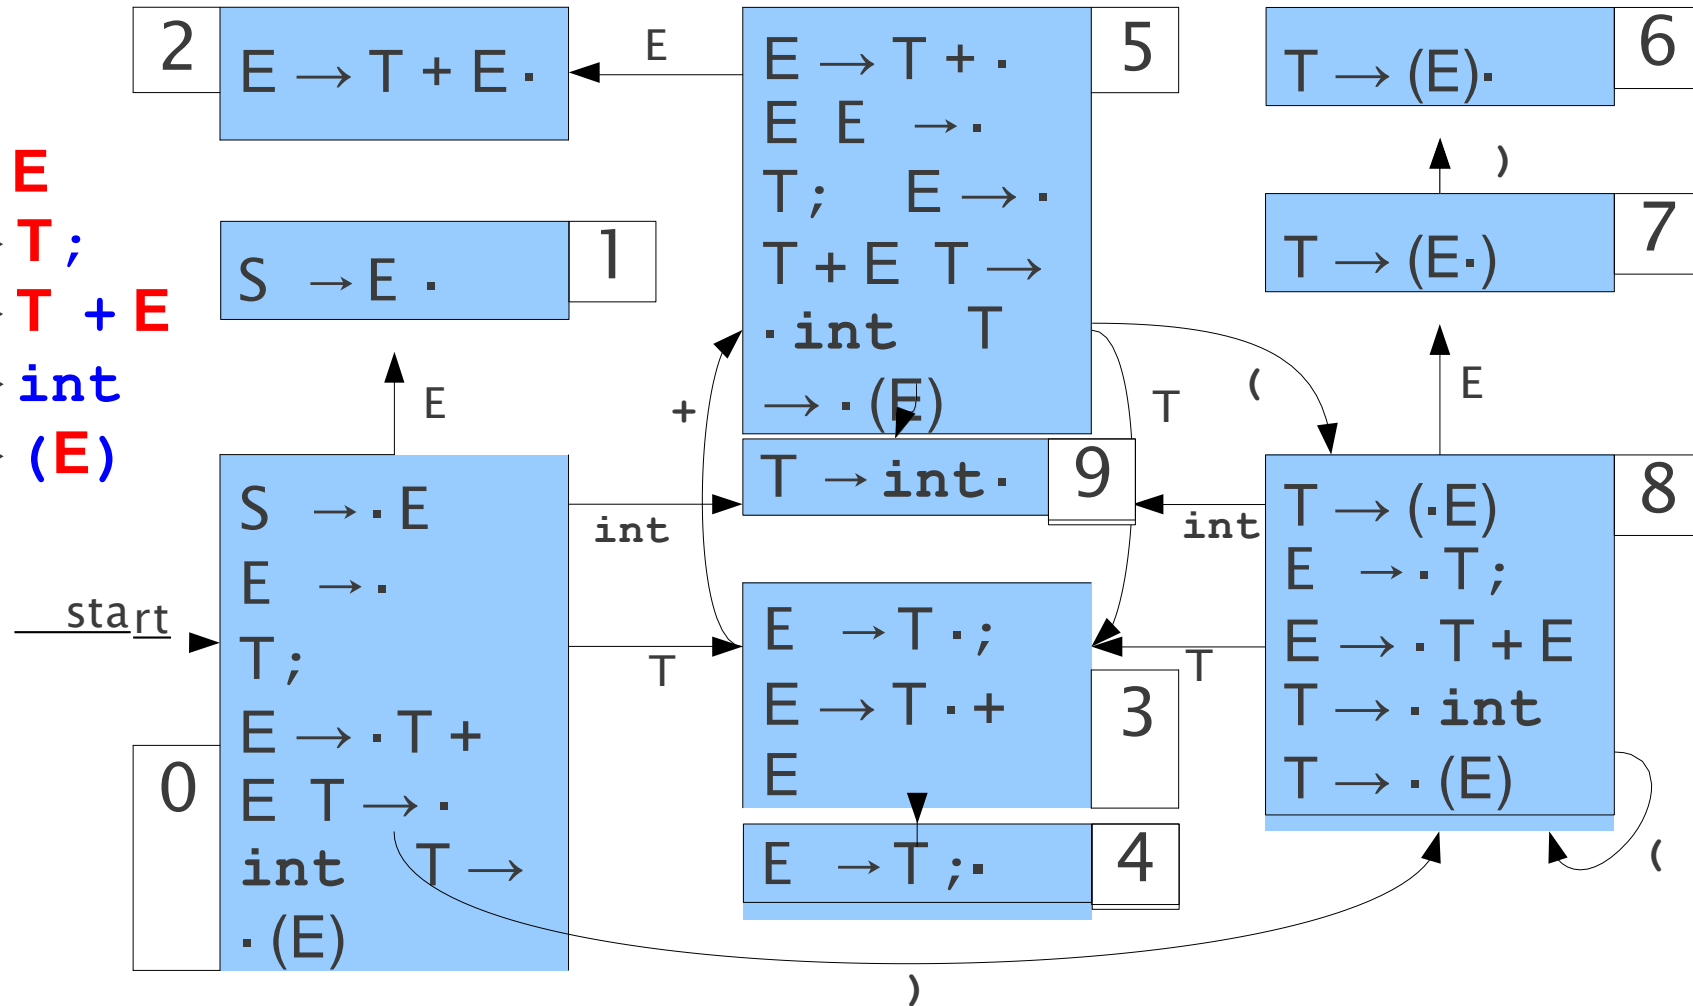 E
T ;
T + E
int
(E)
2
E → T + E ·
E
E → T + ·
E E → ·
T; E → ·
T + E T →
· int T
→ · (E)
5
T → (E)·
6
)
T → (E·)
7
S → E ·
1
E
+
T
(
E
T → int ·
9
S → · E
E → ·
T ;
E → · T +
E T → ·
int T →
· (E)
0
start
int
int
T
T
E → T · ;
E → T · +
E
3
E → T ; ·
4
T → (·E)
E → · T ;
E → · T + E
T → · int
T → · (E)
8
(
)